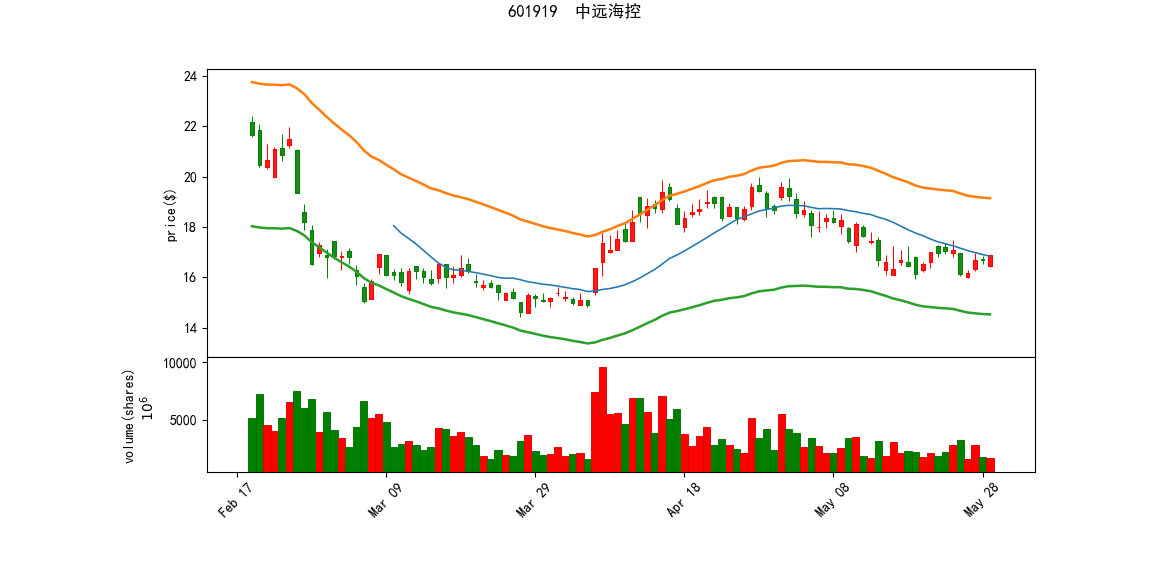 601919 中远海控
24
22
20
18
16
14
price($)
10000
5000
volume(shares)
10^6
Feb 17
Mar 09
Mar 29
Apr 18
May 08
May 28